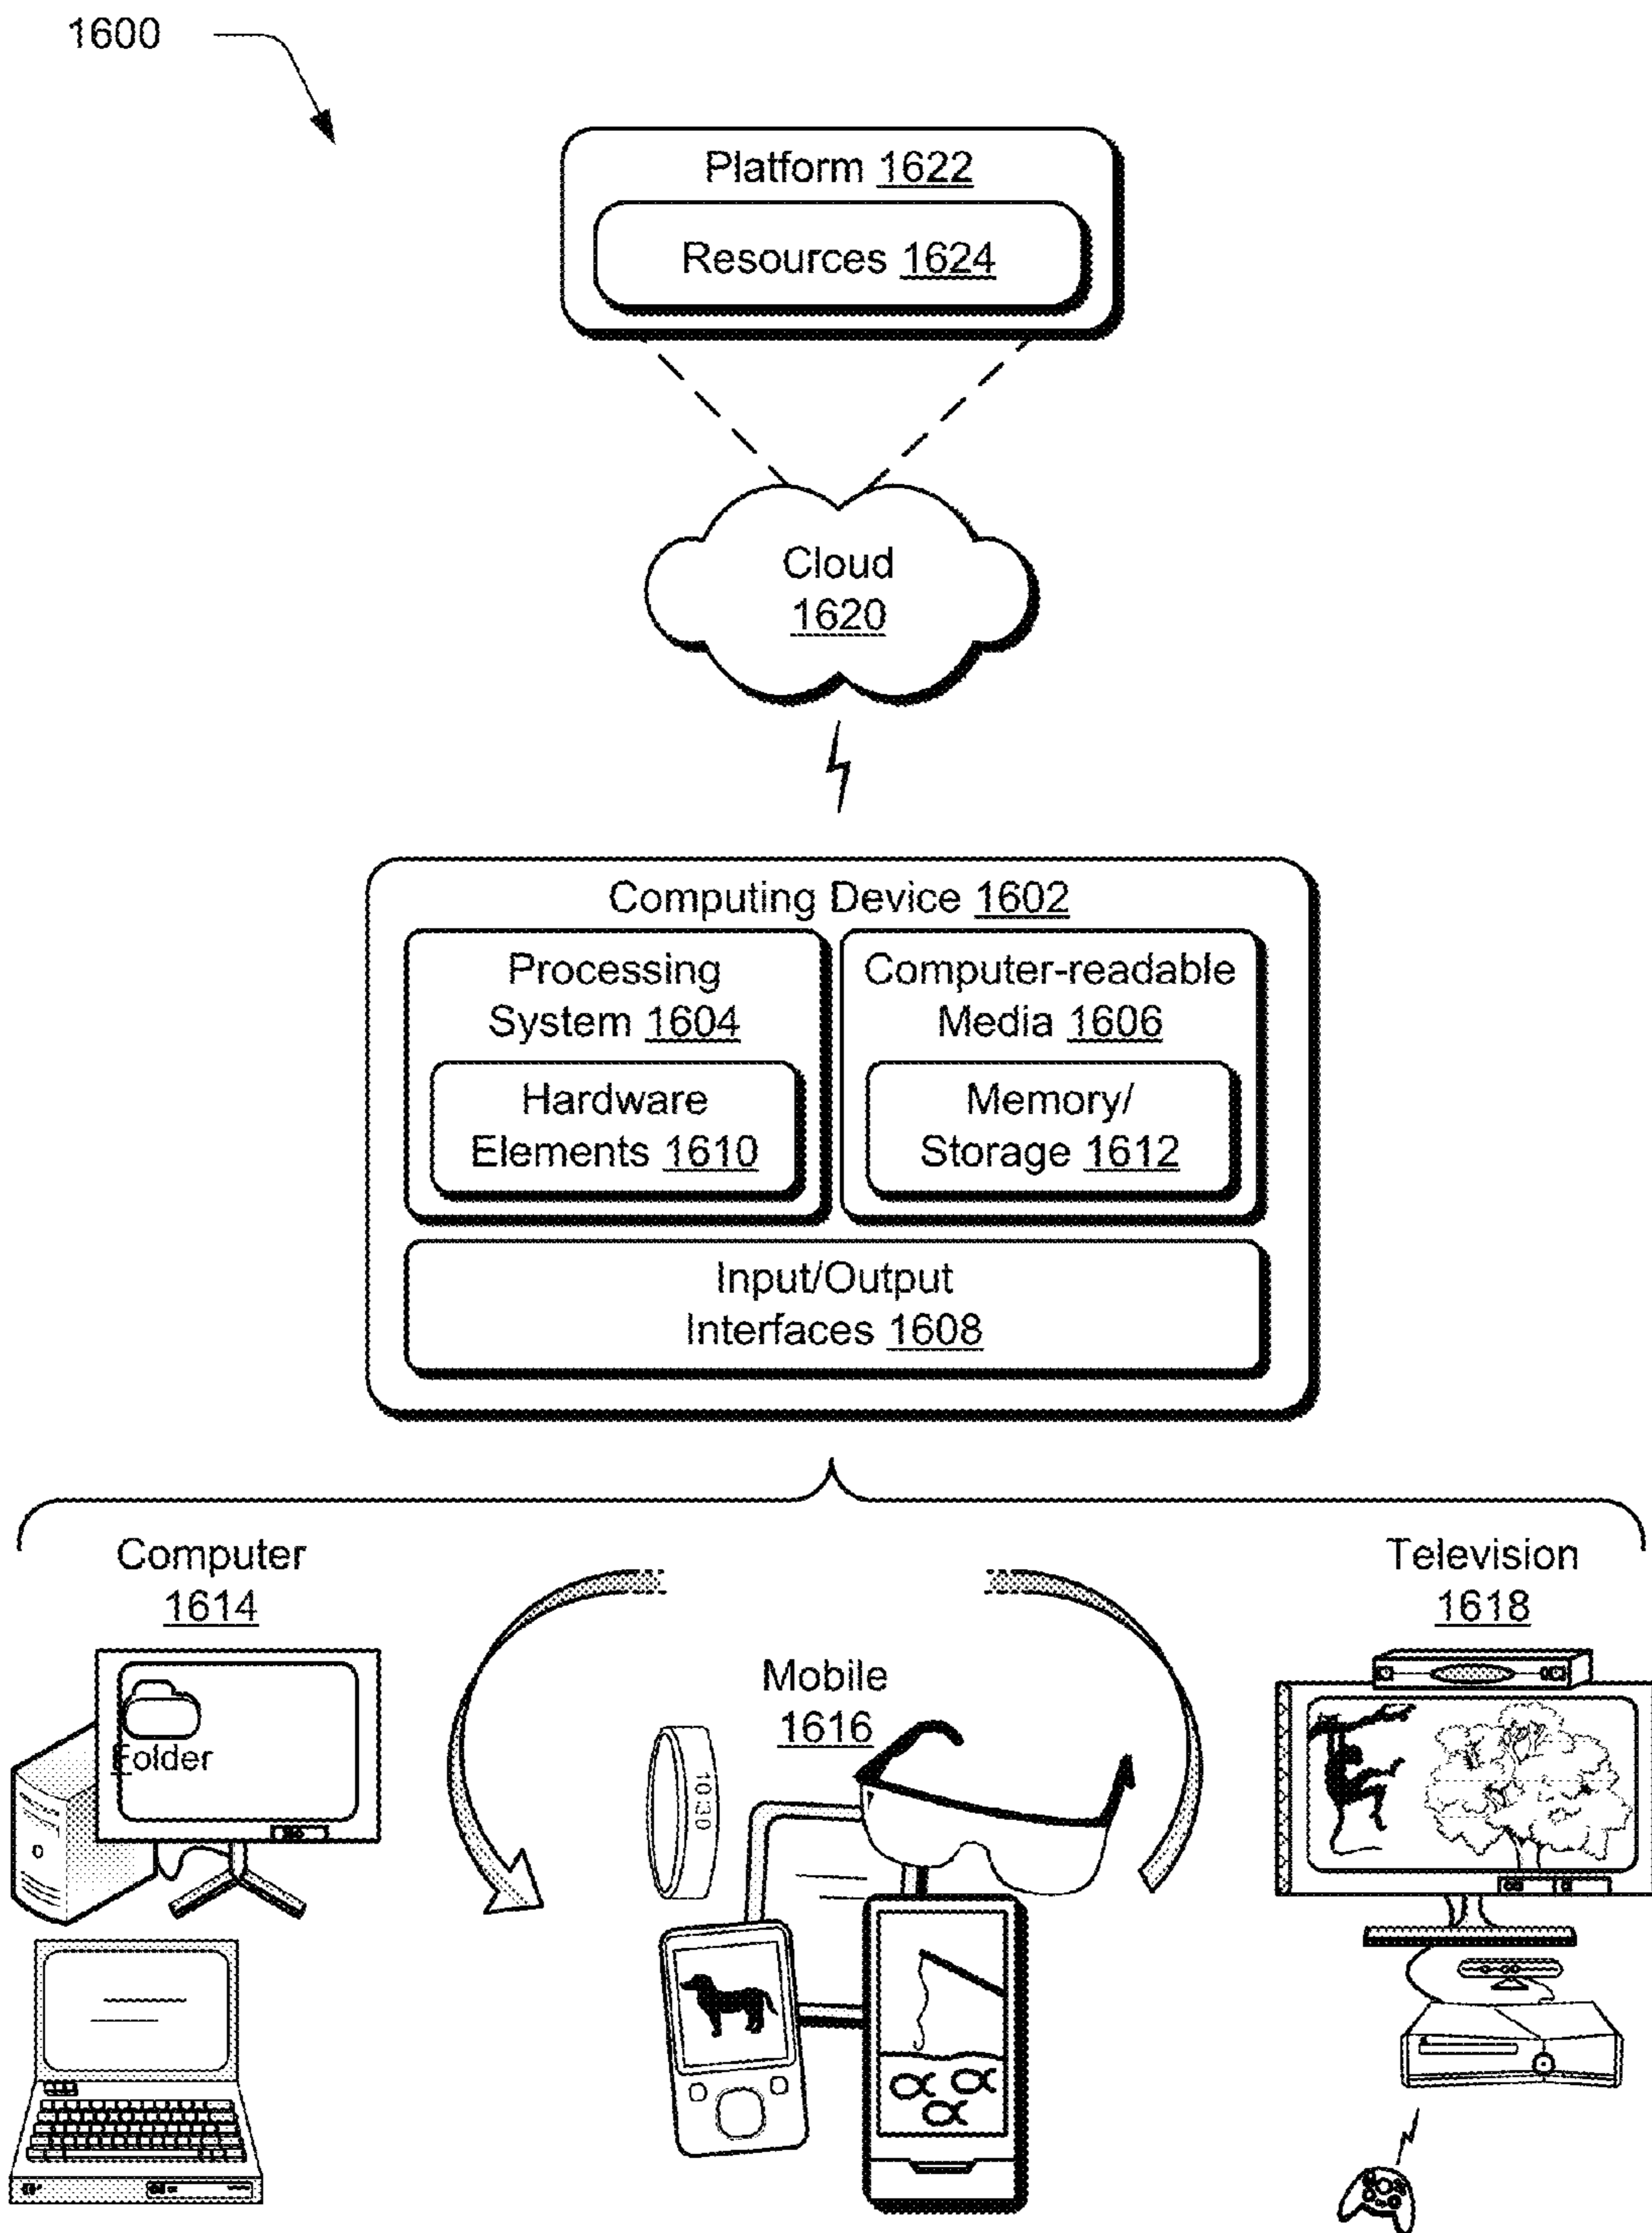 1600
Platform 1622
Resources 1624
Cloud
1620
Computing Device 1602
Processing
System 1604
Hardware
Elements 1610
Computer-readable
Media 1606
Memory/
Storage 1612
Input/Output
Interfaces 1608
Computer
1614
Folder
Mobile
1616
10:30
Television
1618